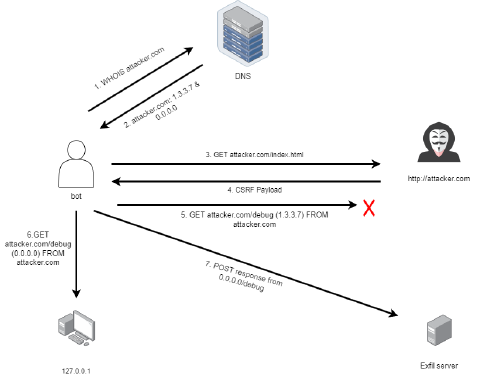 DNS
1. WHOIS attacker.com
2. attacker.com: 1.3.3.7 &
0.0.0.0
3. GET attacker.com/index.html
http://attacker.com
4. CSRF Payload
bot
5. GET attacker.com/debug (1.3.3.7) FROM
attacker.com
6.GET
attacker.com/debug
(0.0.0.0) FROM
attacker.com
7. POST response from
0.0.0.0/debug
127.0.0.1
Exfil server